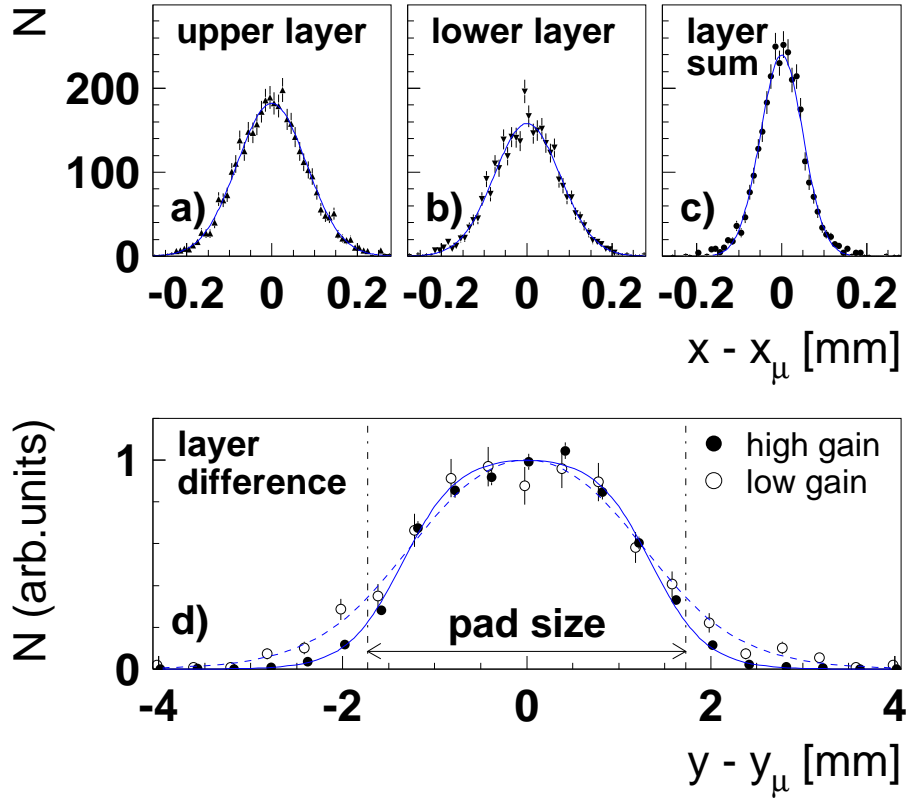 N
upper layer
lower layer
layer
sum
200
100
0
a)
b)
c)
-0.2 0 0.2
-0.2 0 0.2
-0.2 0 0.2
x - xμ [mm]
N (arb.units)
1
0
layer
difference
high gain
low gain
d)
pad size
-4 -2 0 2 4
y - yμ [mm]